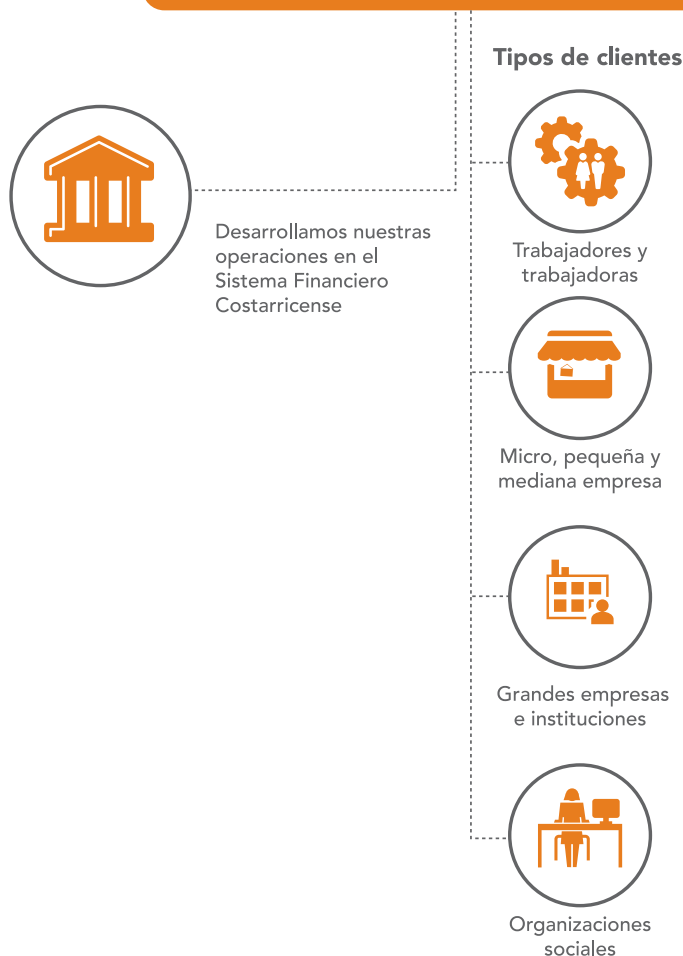 Tipos de clientes
Desarrollamos nuestras
operaciones en el
Sistema Financiero
Costarricense
Trabajadores y
trabajadoras
Micro, pequeña y
mediana empresa
Grandes empresas
e instituciones
Organizaciones
sociales